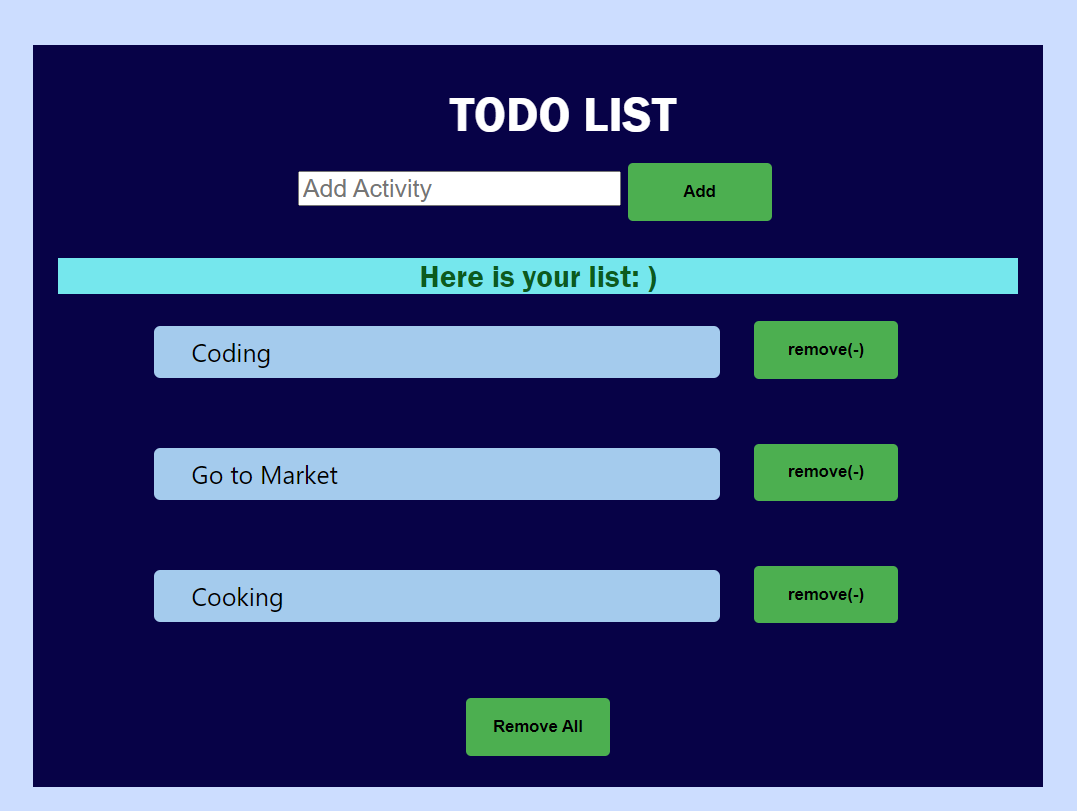 TODO LIST
Add Activity Add
Here is your list: )
Coding remove(-)
Go to Market remove(-)
Cooking remove(-)
Remove All